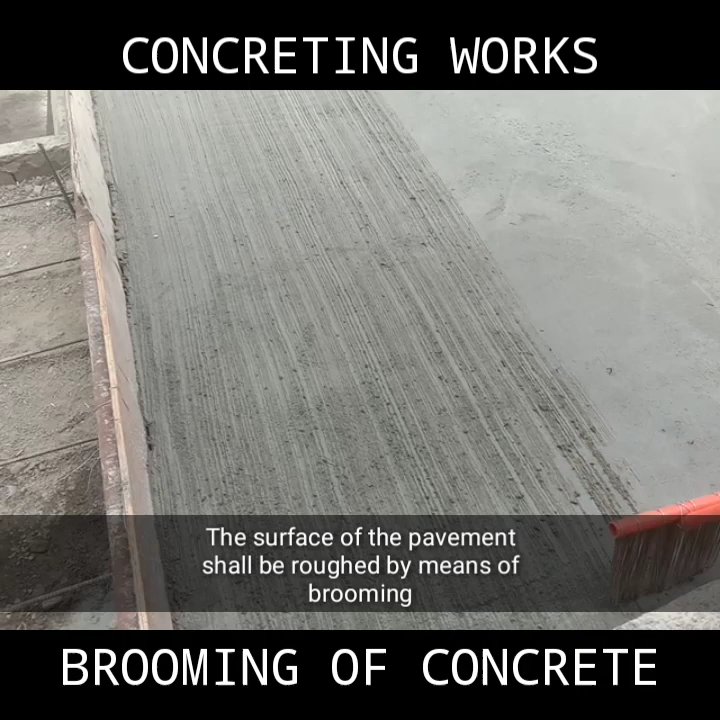 CONCRETING WORKS
The surface of the pavement
shall be roughed by means of
brooming
BROOMING OF CONCRETE